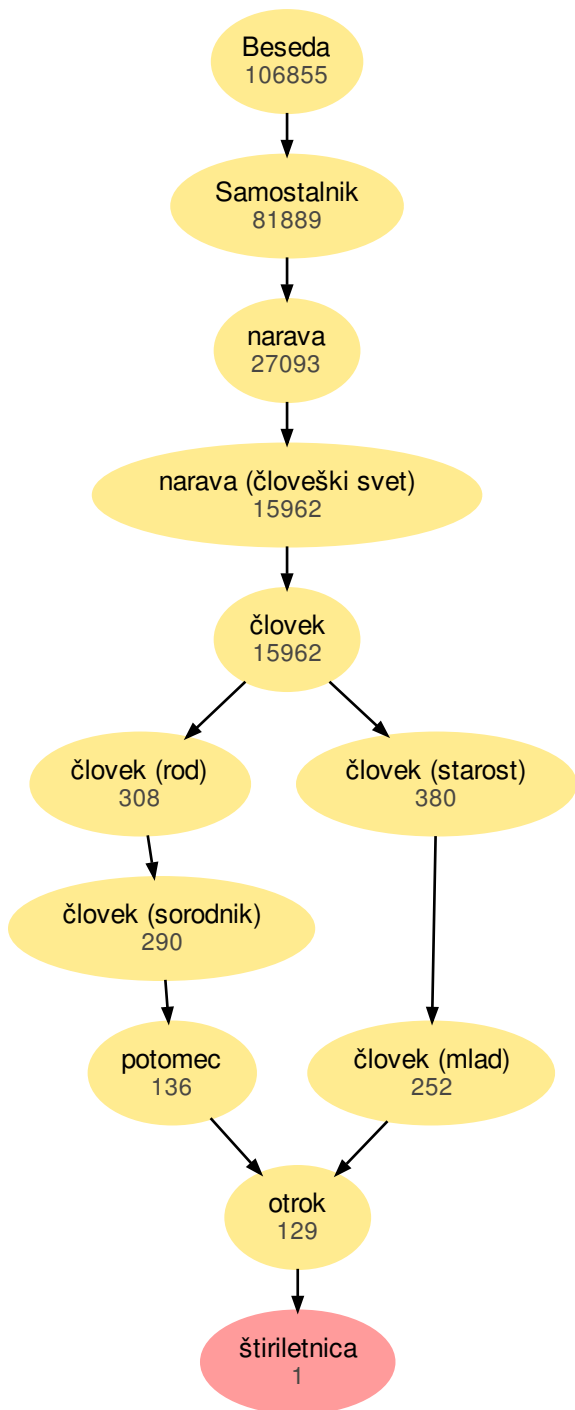 Beseda
106855
Samostalnik
81889
narava
27093
narava (človeški svet)
15962
človek
15962
človek (rod)
308
človek (starost)
380
človek (sorodnik)
290
potomec
136
človek (mlad)
252
otrok
129
štiriletnica
1